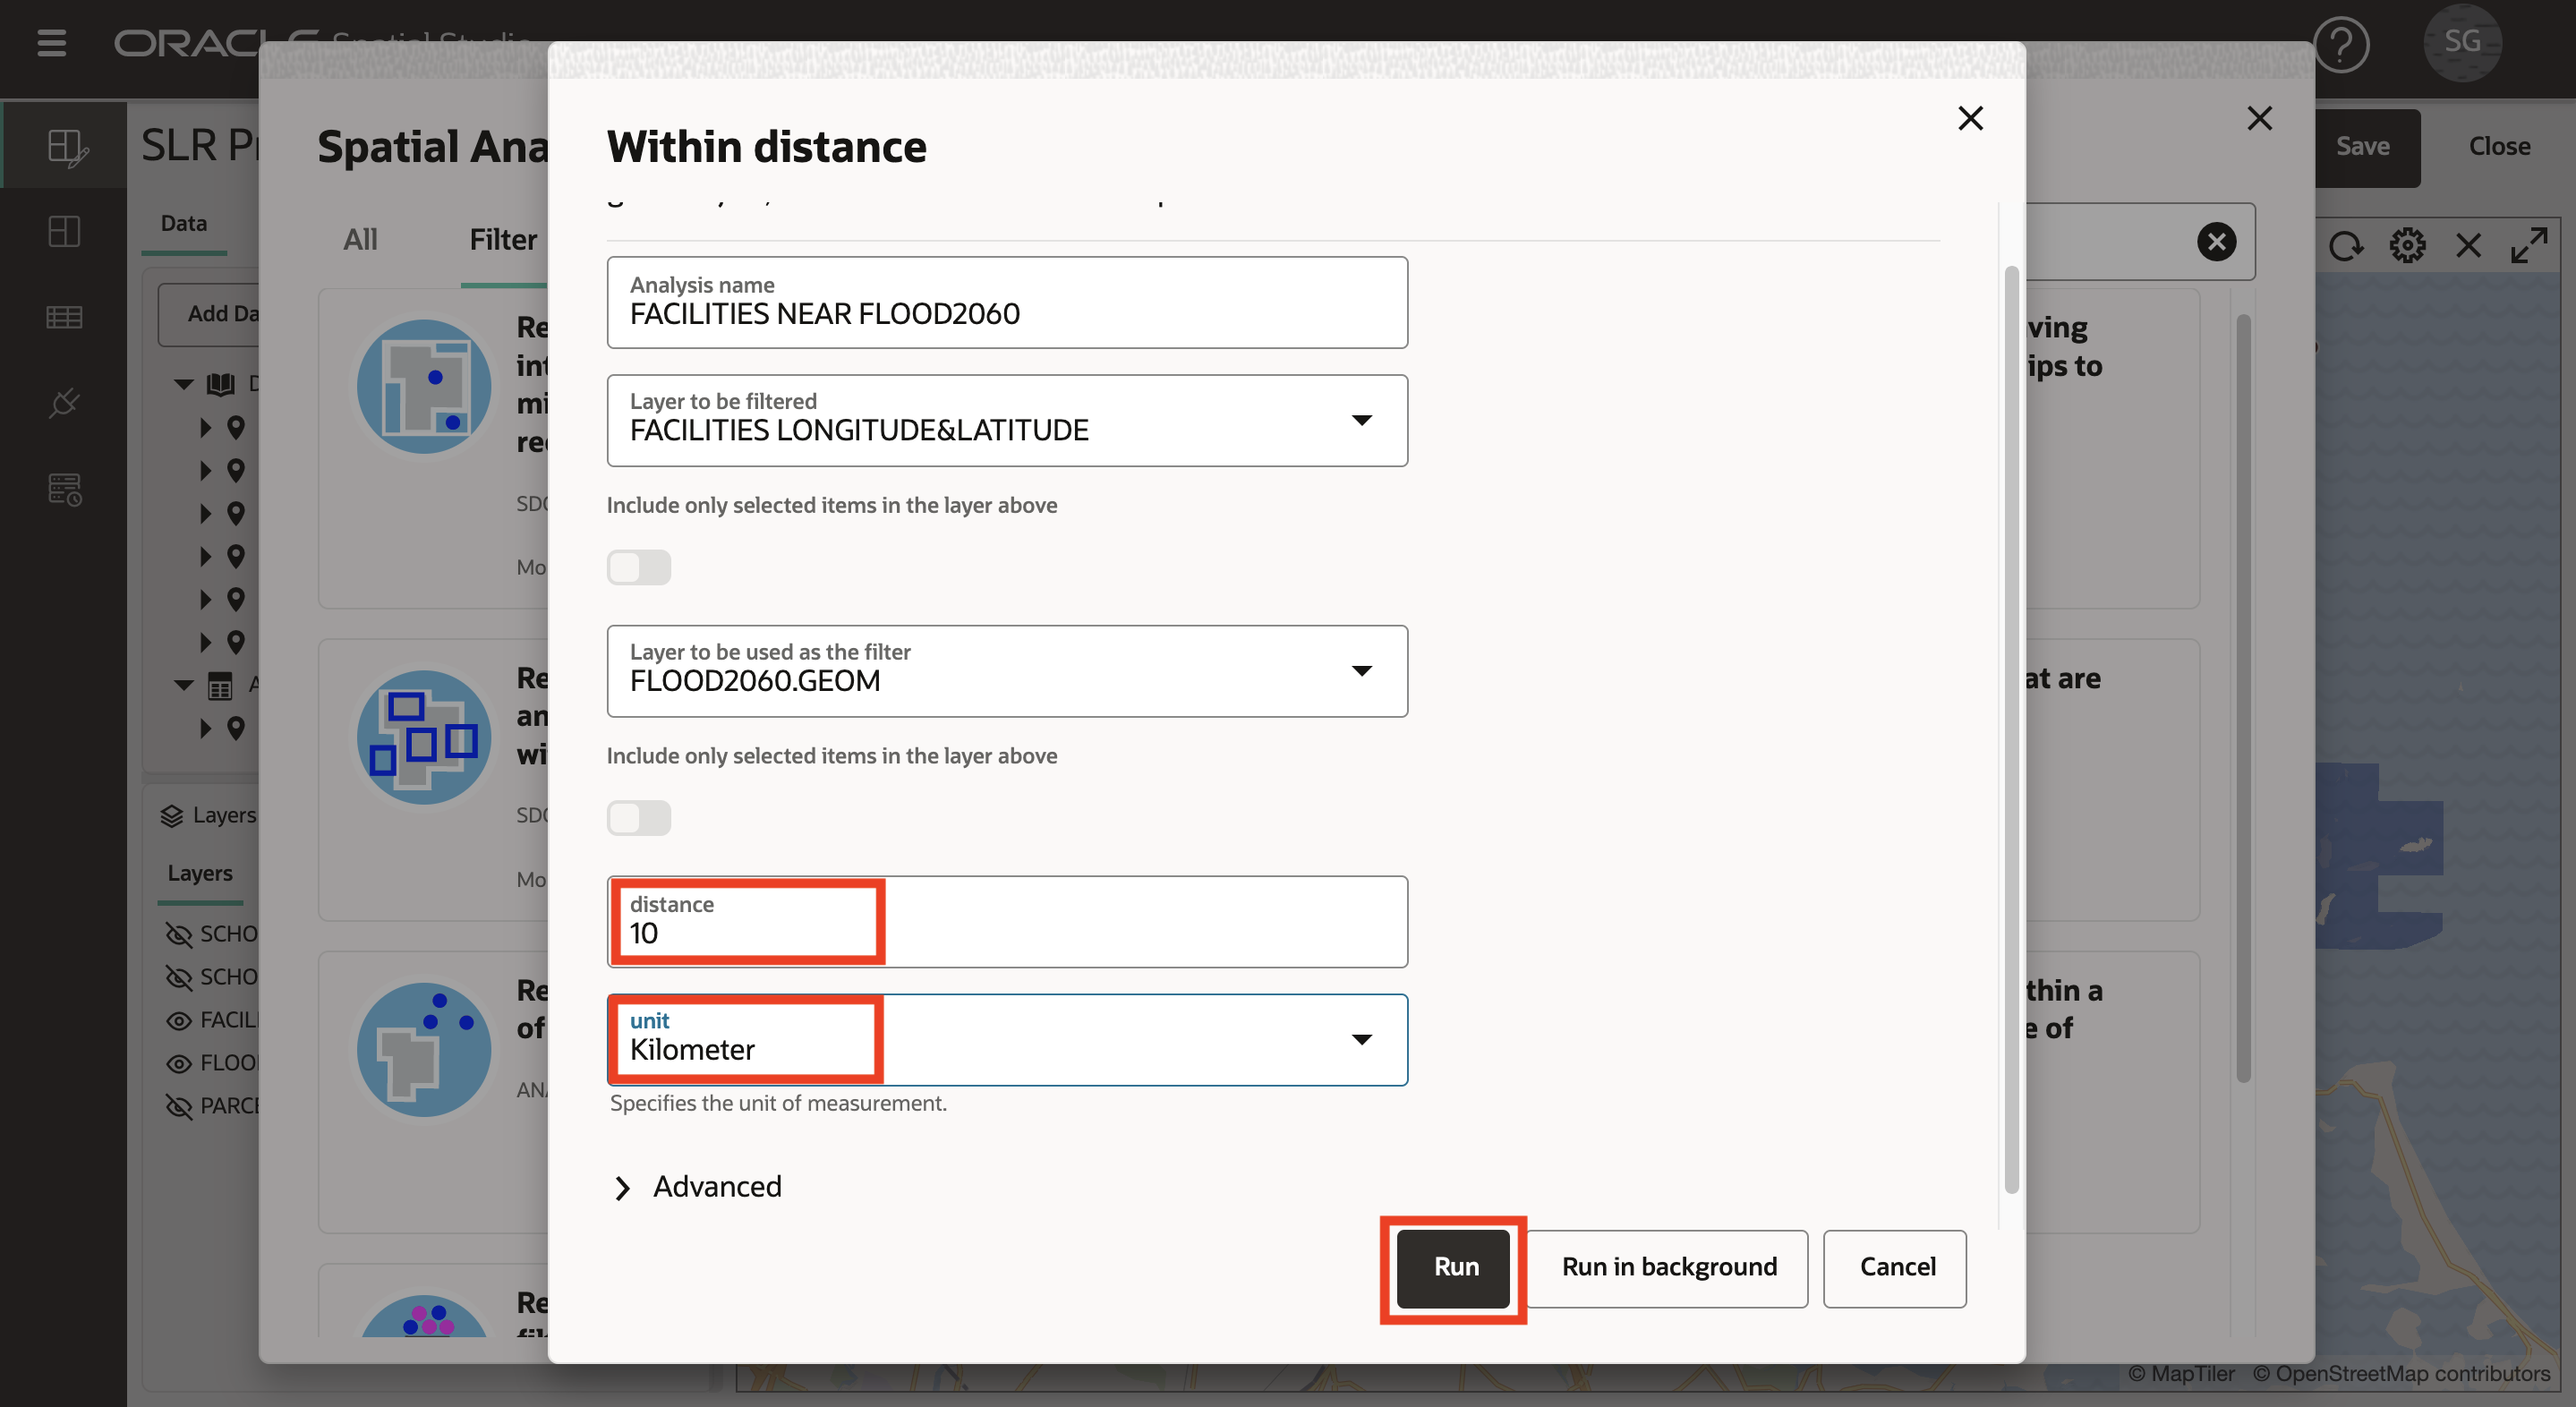 ORACLE Spatial Studio
SG
SLR Pr
Save
Close
Data
Add Da
Layers
Layers
SCHO
SCHO
FACIL
FLOO
PARCE
Spatial Ana
All
Filter
Re
int
mi
re
SDO
Mo
Re
an
wi
SDO
Mo
Re
of
ANA
Re
ving
ips to
at are
thin a
e of
Within distance
Analysis name
FACILITIES NEAR FLOOD2060
Layer to be filtered
FACILITIES LONGITUDE&LATITUDE
Include only selected items in the layer above
Layer to be used as the filter
FLOOD2060.GEOM
Include only selected items in the layer above
distance
10
unit
Kilometer
Specifies the unit of measurement.
Advanced
Run
Run in background
Cancel
© MapTiler © OpenStreetMap contributors